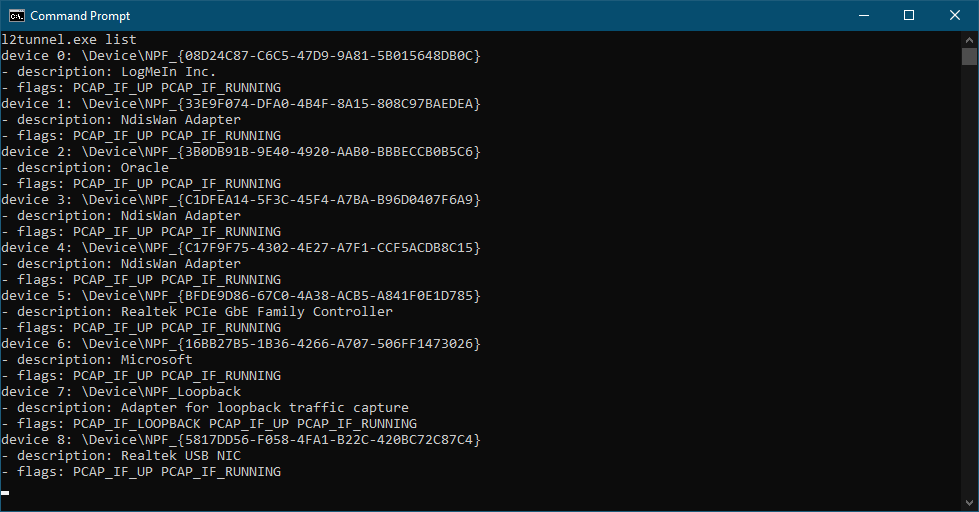 Command Prompt
l2tunnel.exe list
device 0: \Device\NPF_{08D24C87-C6C5-47D9-9A81-5B015648DB0C}
- description: LogMeIn Inc.
- flags: PCAP_IF_UP PCAP_IF_RUNNING
device 1: \Device\NPF_{33E9F074-DFA0-4B4F-8A15-808C97BAEDEA}
- description: NdisWan Adapter
- flags: PCAP_IF_UP PCAP_IF_RUNNING
device 2: \Device\NPF_{3B0DB91B-9E40-4920-AAB0-BBBECCB0B5C6}
- description: Oracle
- flags: PCAP_IF_UP PCAP_IF_RUNNING
device 3: \Device\NPF_{C1DFEA14-5F3C-45F4-A7BA-B96D0407F6A9}
- description: NdisWan Adapter
- flags: PCAP_IF_UP PCAP_IF_RUNNING
device 4: \Device\NPF_{C17F9F75-4302-4E27-A7F1-CCF5ACDB8C15}
- description: NdisWan Adapter
- flags: PCAP_IF_UP PCAP_IF_RUNNING
device 5: \Device\NPF_{BFDE9D86-67C0-4A38-ACB5-A841F0E1D785}
- description: Realtek PCIe GbE Family Controller
- flags: PCAP_IF_UP PCAP_IF_RUNNING
device 6: \Device\NPF_{16BB27B5-1B36-4266-A707-506FF1473026}
- description: Microsoft
- flags: PCAP_IF_UP PCAP_IF_RUNNING
device 7: \Device\NPF_Loopback
- description: Adapter for loopback traffic capture
- flags: PCAP_IF_LOOPBACK PCAP_IF_UP PCAP_IF_RUNNING
device 8: \Device\NPF_{5817DD56-F058-4FA1-B22C-420BC72C87C4}
- description: Realtek USB NIC
- flags: PCAP_IF_UP PCAP_IF_RUNNING